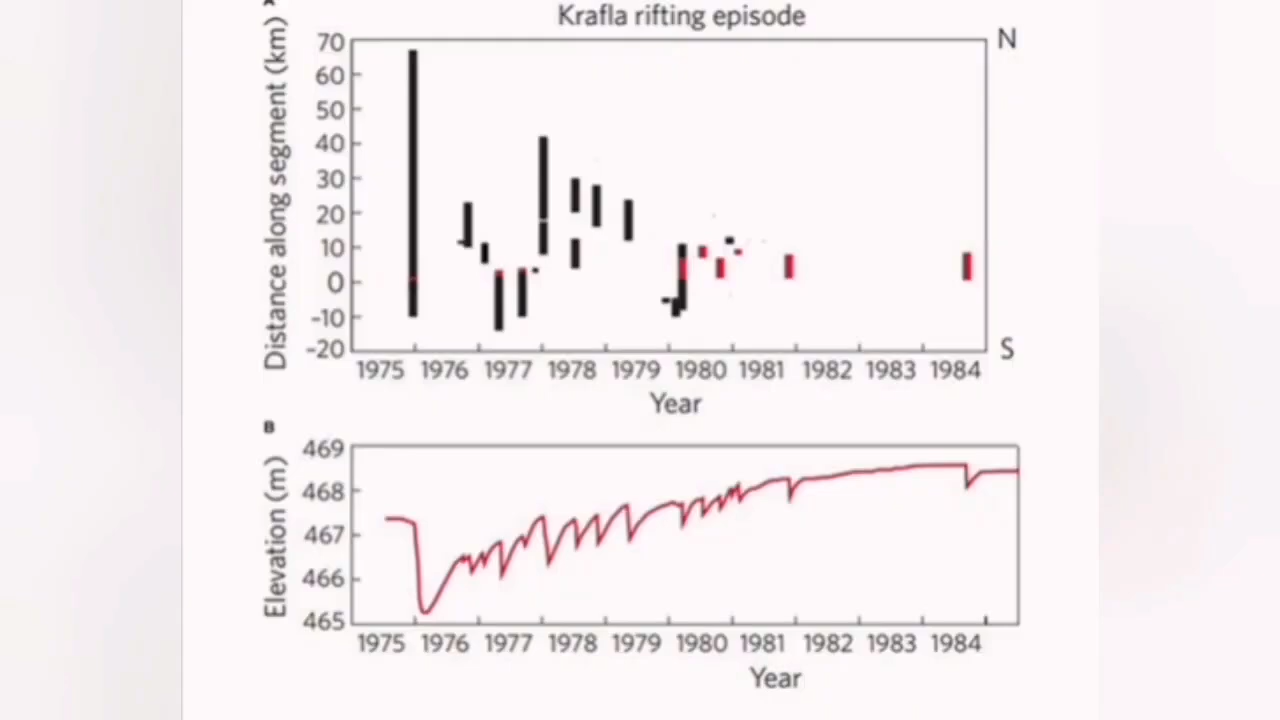 A
Krafla rifting episode
Distance along segment (km)
70
60
50
40
30
20
10
0
-10
-20
N
S
1975 1976 1977 1978 1979 1980 1981 1982 1983 1984
Year
B
Elevation (m)
469
468
467
466
465
1975 1976 1977 1978 1979 1980 1981 1982 1983 1984
Year